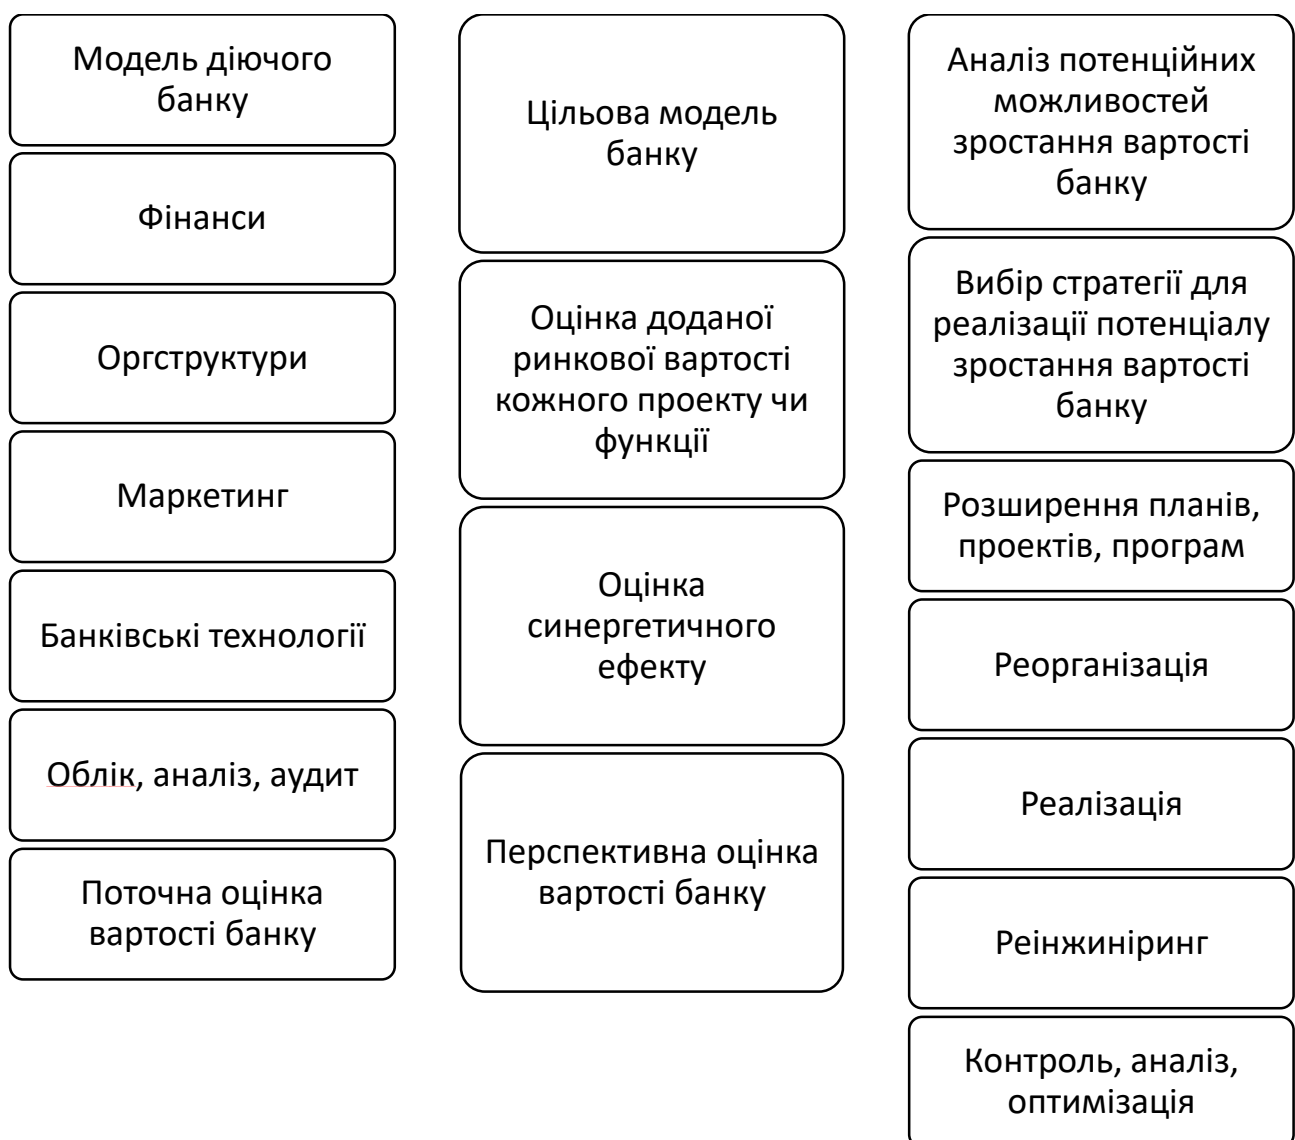 Модель діючого
банку
Фінанси
Оргструктури
Маркетинг
Банківські технології
Облік, аналіз, аудит
Поточна оцінка
вартості банку
Цільова модель
банку
Оцінка доданої
ринкової вартості
кожного проекту чи
функції
Оцінка
синергетичного
ефекту
Перспективна оцінка
вартості банку
Аналіз потенційних
можливостей
зростання вартості
банку
Вибір стратегії для
реалізації потенціалу
зростання вартості
банку
Розширення планів,
проектів, програм
Реорганізація
Реалізація
Реінжиніринг
Контроль, аналіз,
оптимізація